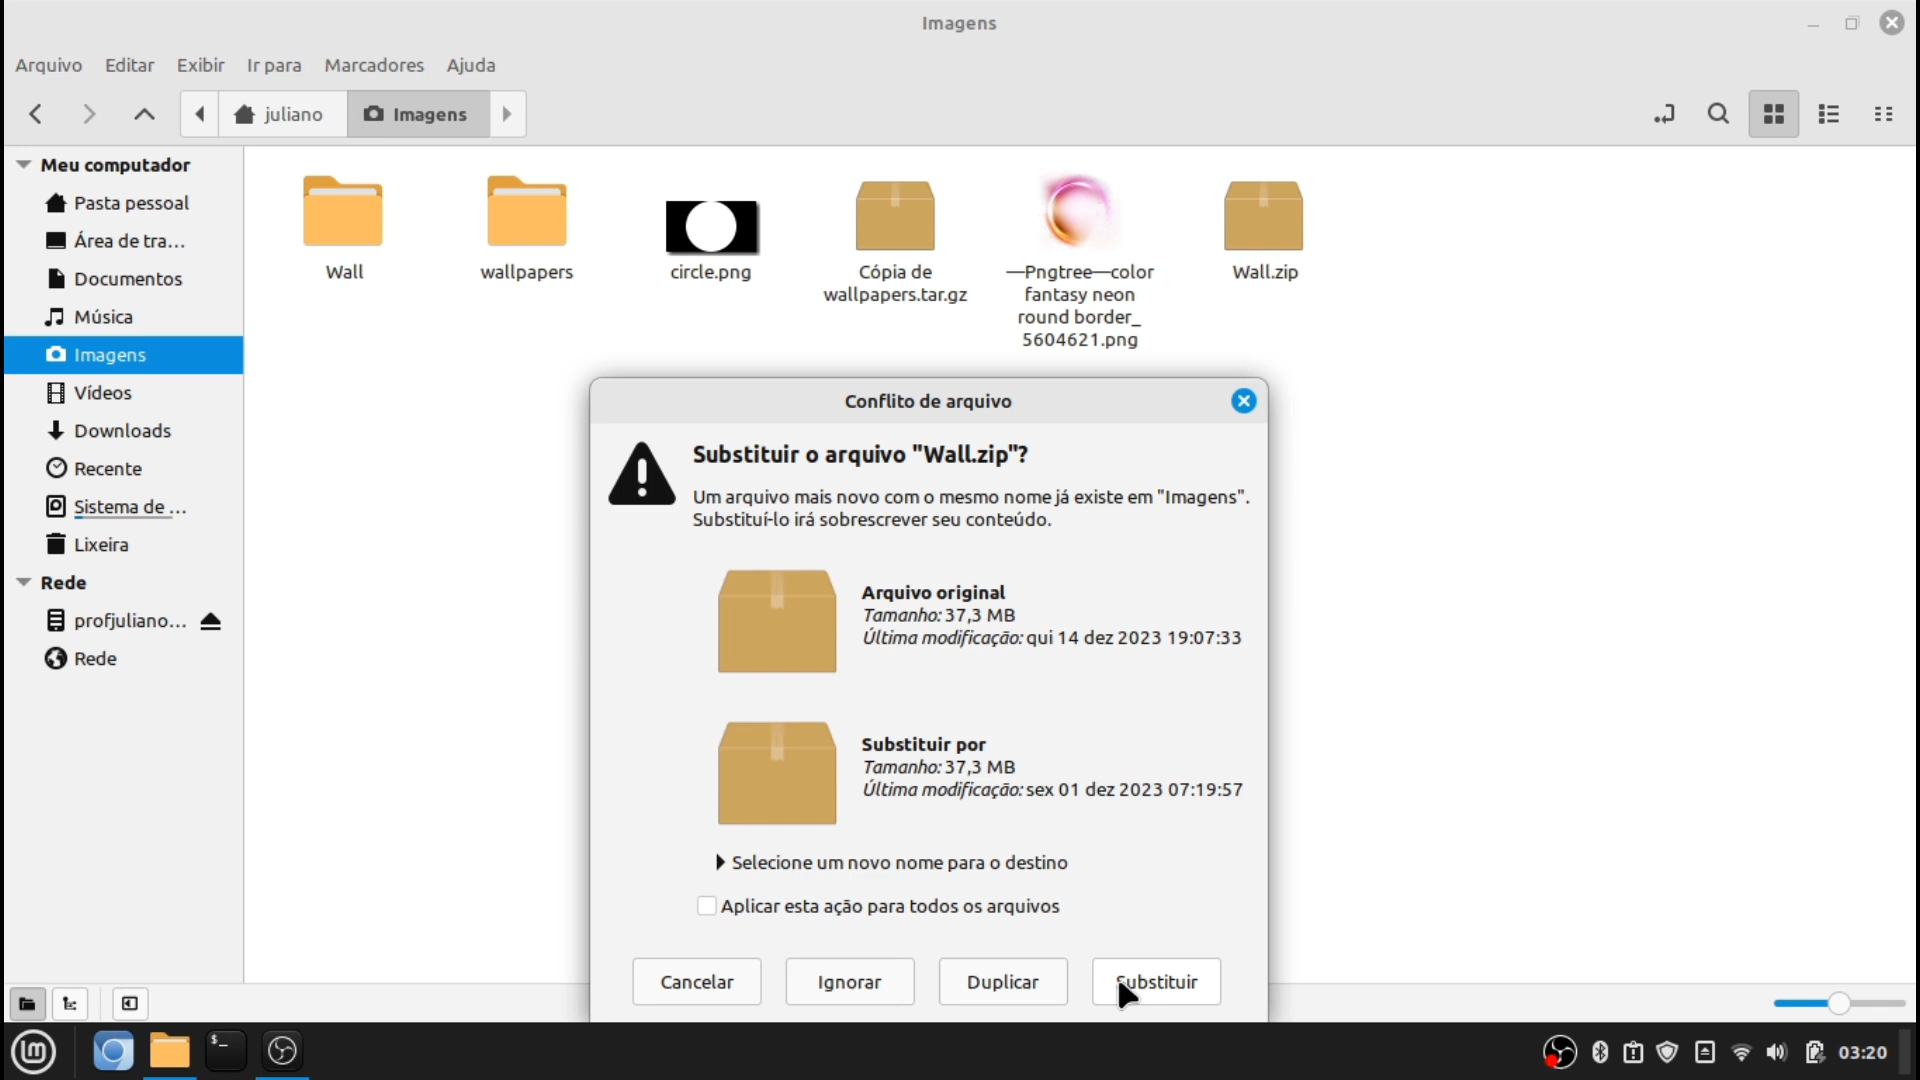 Imagens
Arquivo Editar Exibir Ir para Marcadores Ajuda
juliano Imagens
Meu computador
Pasta pessoal
Área de tra...
Documentos
Música
Imagens
Vídeos
Downloads
Recente
Sistema de ...
Lixeira
Rede
profjuliano...
Rede
Wall
wallpapers
circle.png
Cópia de
wallpapers.tar.gz
—Pngtree—color
fantasy neon
round border_
5604621.png
Wall.zip
Conflito de arquivo
Substituir o arquivo "Wall.zip"?
Um arquivo mais novo com o mesmo nome já existe em "Imagens".
Substituí-lo irá sobrescrever seu conteúdo.
Arquivo original
Tamanho: 37,3 MB
Última modificação: qui 14 dez 2023 19:07:33
Substituir por
Tamanho: 37,3 MB
Última modificação: sex 01 dez 2023 07:19:57
Selecione um novo nome para o destino
Aplicar esta ação para todos os arquivos
Cancelar Ignorar Duplicar Substituir
$_
03:20